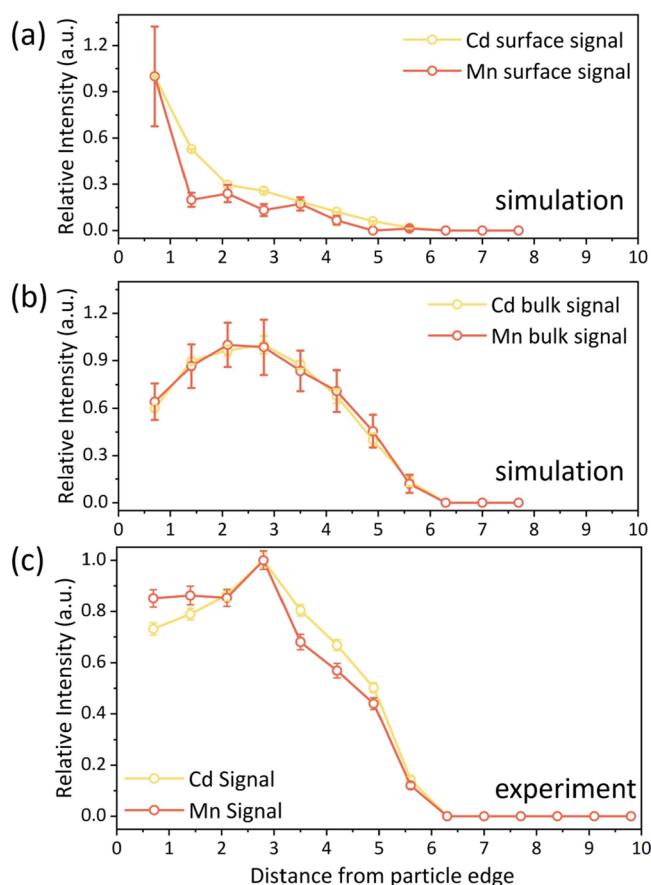 (a)
Relative Intensity (a.u.)
1.2
0.9
0.6
0.3
0.0
Cd surface signal
Mn surface signal
simulation
0 1 2 3 4 5 6 7 8 9 10
(b)
Relative Intensity (a.u.)
1.2
0.9
0.6
0.3
0.0
Cd bulk signal
Mn bulk signal
simulation
0 1 2 3 4 5 6 7 8 9 10
(c)
Relative Intensity (a.u.)
1.0
0.8
0.6
0.4
0.2
0.0
Cd Signal
Mn Signal
experiment
0 1 2 3 4 5 6 7 8 9 10
Distance from particle edge